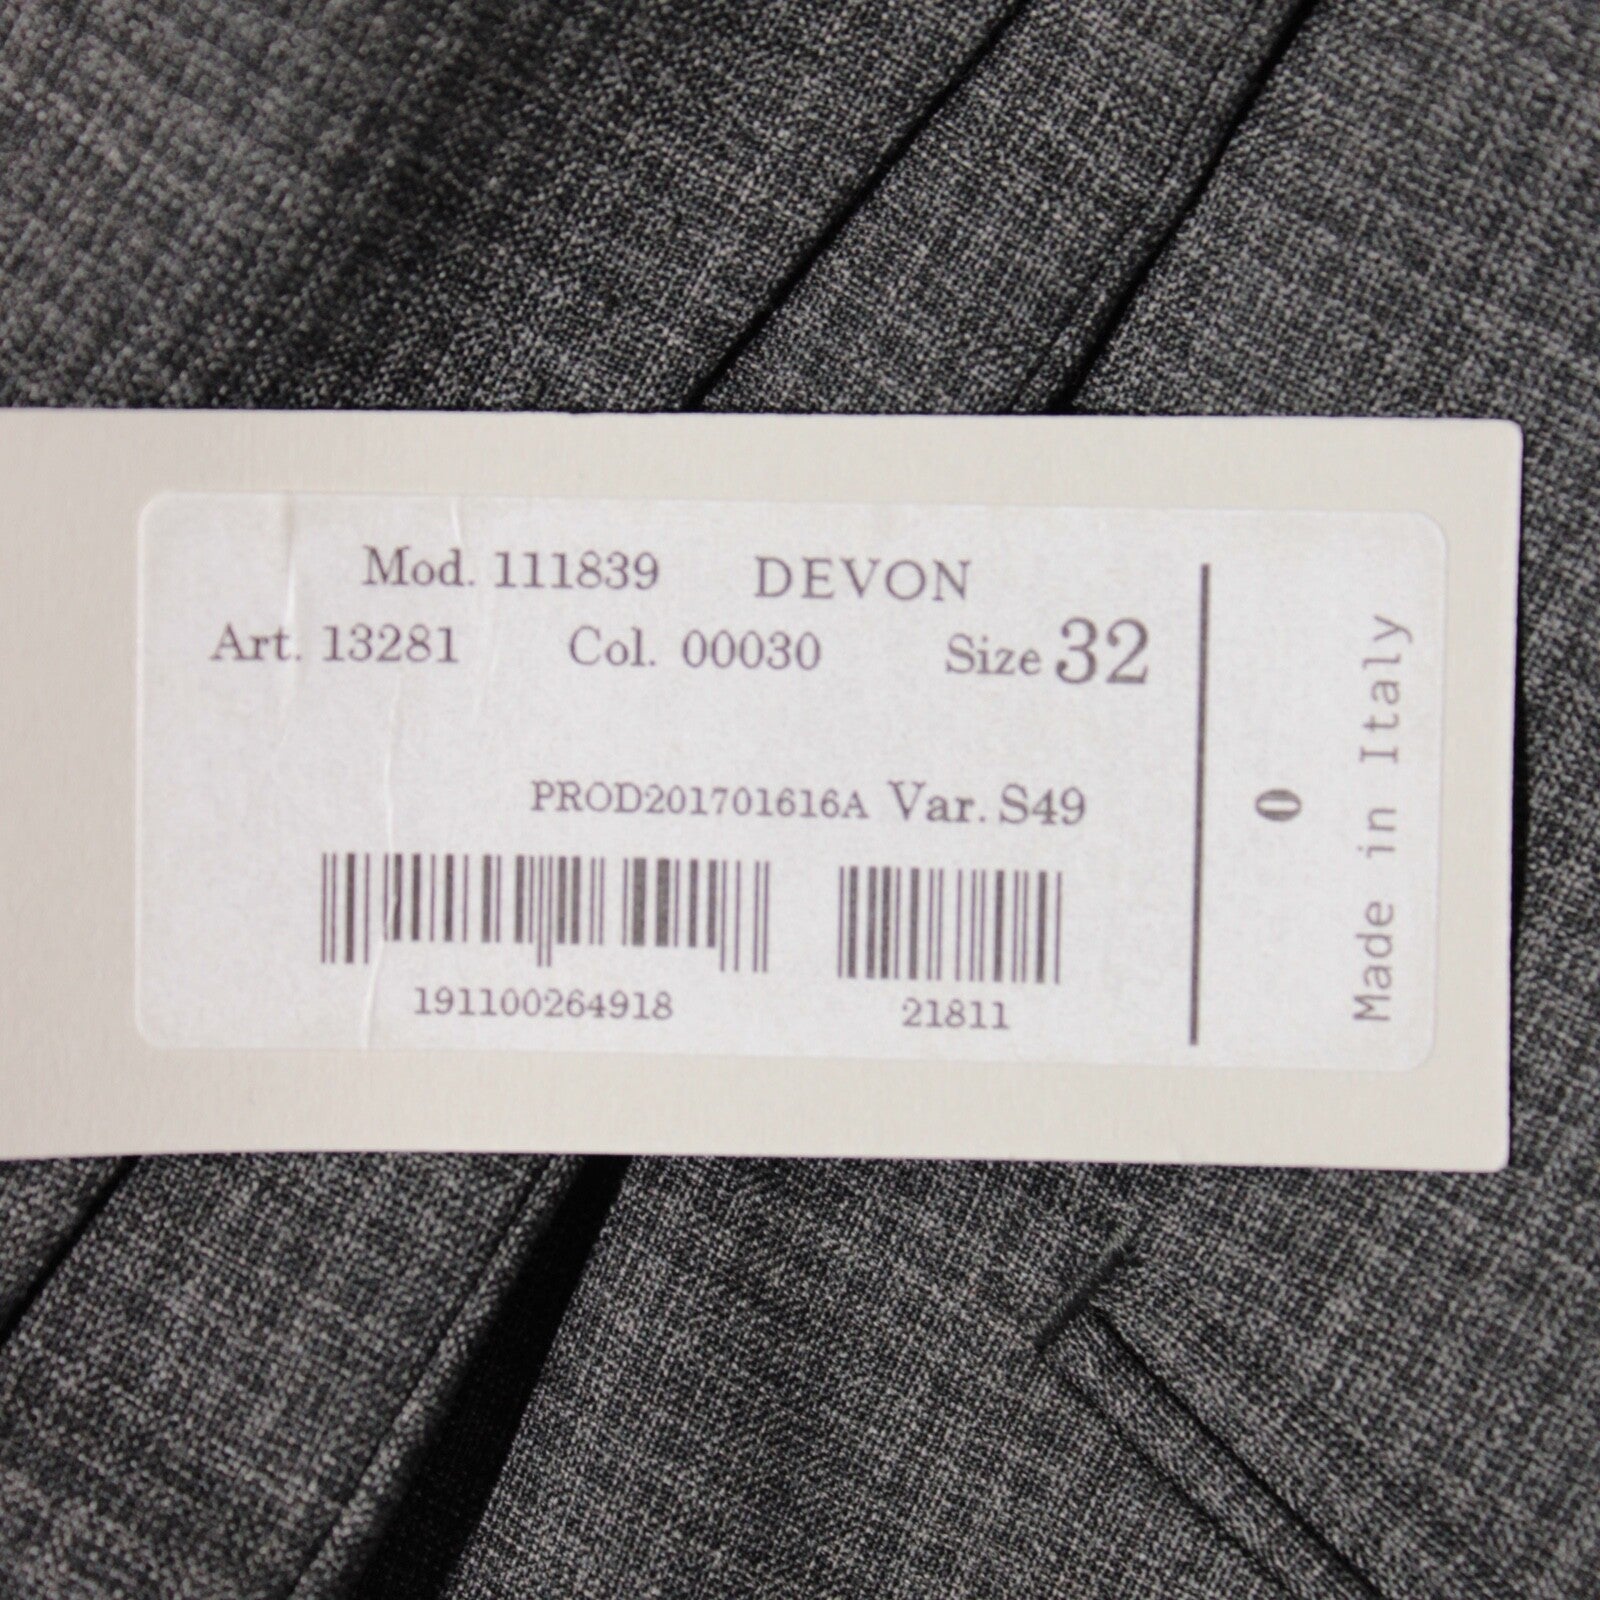 Mod. 111839 DEVON
Art. 13281 Col. 00030 Size 32
PROD201701616A Var. S49
191100264918 21811
0
Made in Italy